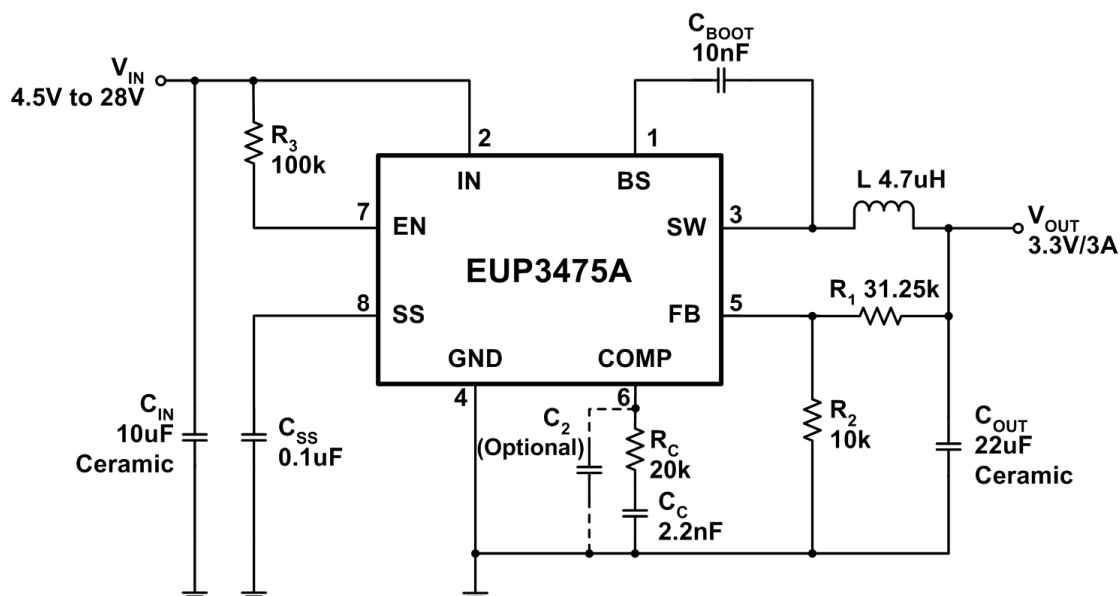 C_BOOT
10nF
V_IN
4.5V to 28V
R_3
100k
2
1
IN
BS
L 4.7uH
7
EN
SW
3
V_OUT
3.3V/3A
EUP3475A
R_1 31.25k
8
SS
FB
5
GND
COMP
4
6
C_IN
10uF
Ceramic
C_SS
0.1uF
C_2
(Optional)
R_C
20k
C_C
2.2nF
R_2
10k
C_OUT
22uF
Ceramic